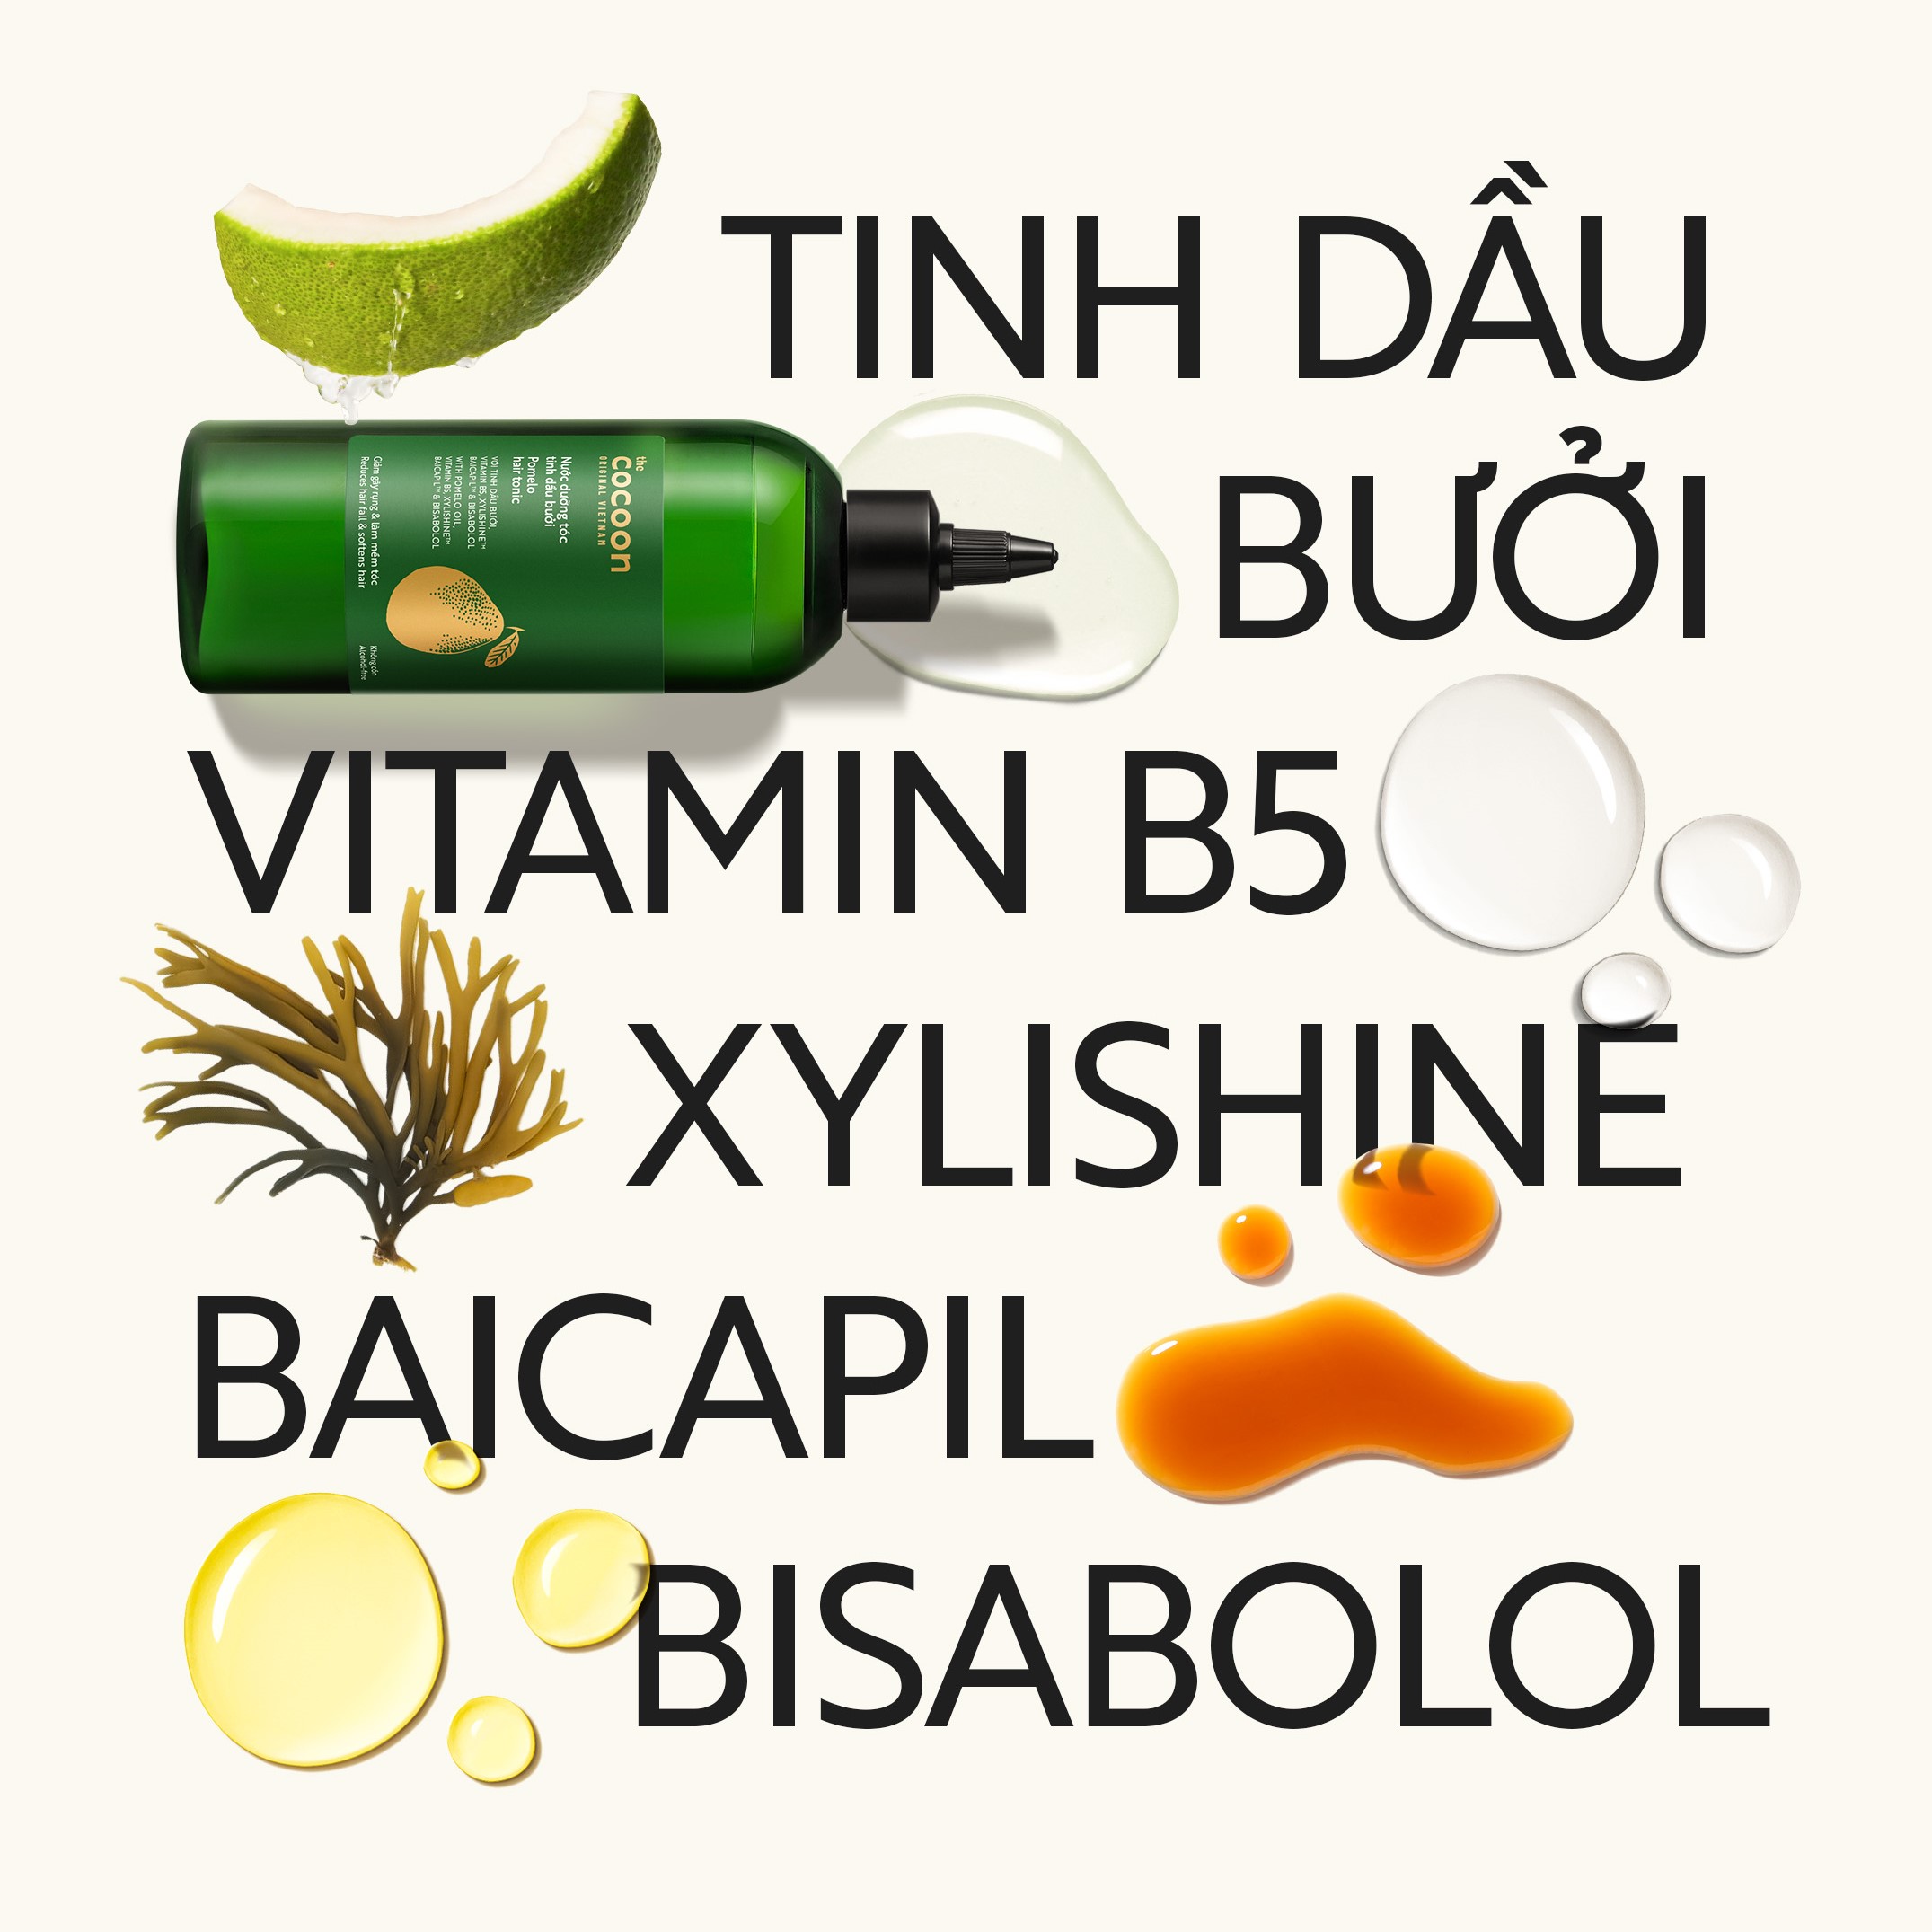 TINH DẦU
BƯỞI
the
cocoon
ORIGINAL VIETNAM
Nước dưỡng tóc
tinh dầu bưởi
Pomelo
hair tonic
VỚI TINH DẦU BƯỞI,
VITAMIN B5, XYLISHINE™
BAICAPIL™ & BISABOLOL
WITH POMELO OIL,
VITAMIN B5, XYLISHINE™
BAICAPIL™ & BISABOLOL
Giảm gãy rụng & làm mềm tóc
Reduces hair fall & softens hair
Không cồn
Alcohol-free
VITAMIN B5
XYLISHINE
BAICAPIL
BISABOLOL